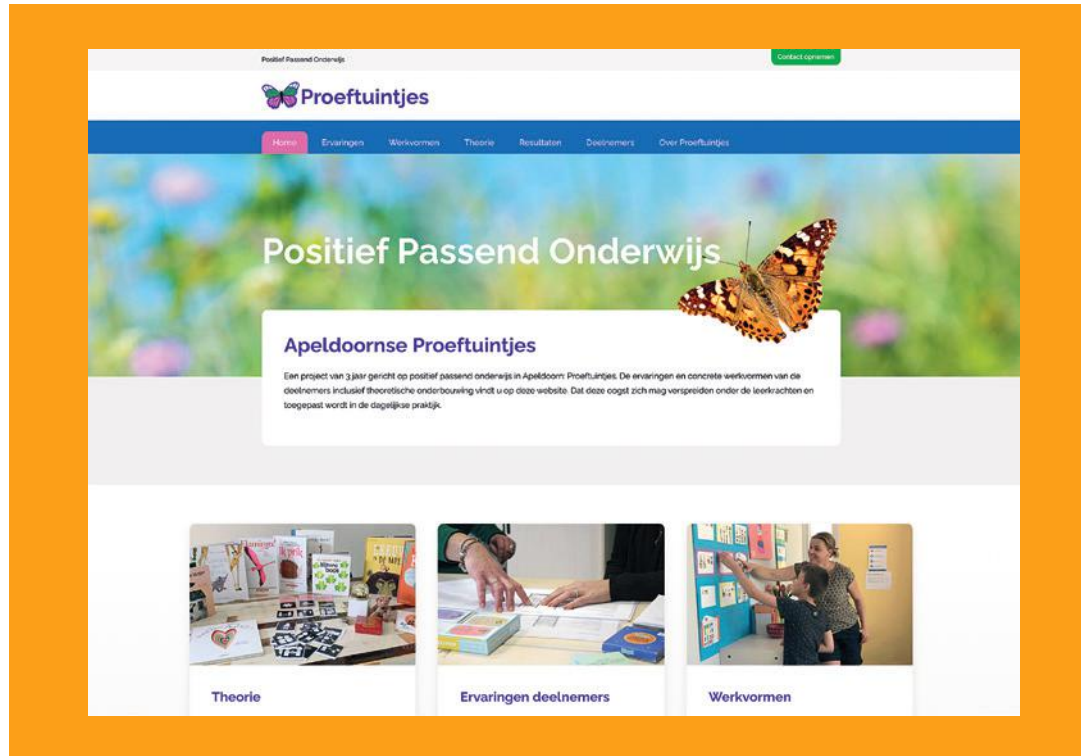 Positief Passend Onderwijs
Contact opnemen
Proeftuintjes
Home Ervaringen Werkvormen Theorie Resultaten Deelnemers Over Proeftuintjes
Positief Passend Onderwijs
Apeldoornse Proeftuintjes
Een project van 3 jaar gericht op positief passend onderwijs in Apeldoorn: Proeftuintjes. De ervaringen en concrete werkvormen van de
deelnemers inclusief theoretische onderbouwing vindt u op deze website. Dat deze oogst zich mag verspreiden onder de leerkrachten en
toegepast wordt in de dagelijkse praktijk.
Ik prik
Theorie
Ervaringen deelnemers
Werkvormen